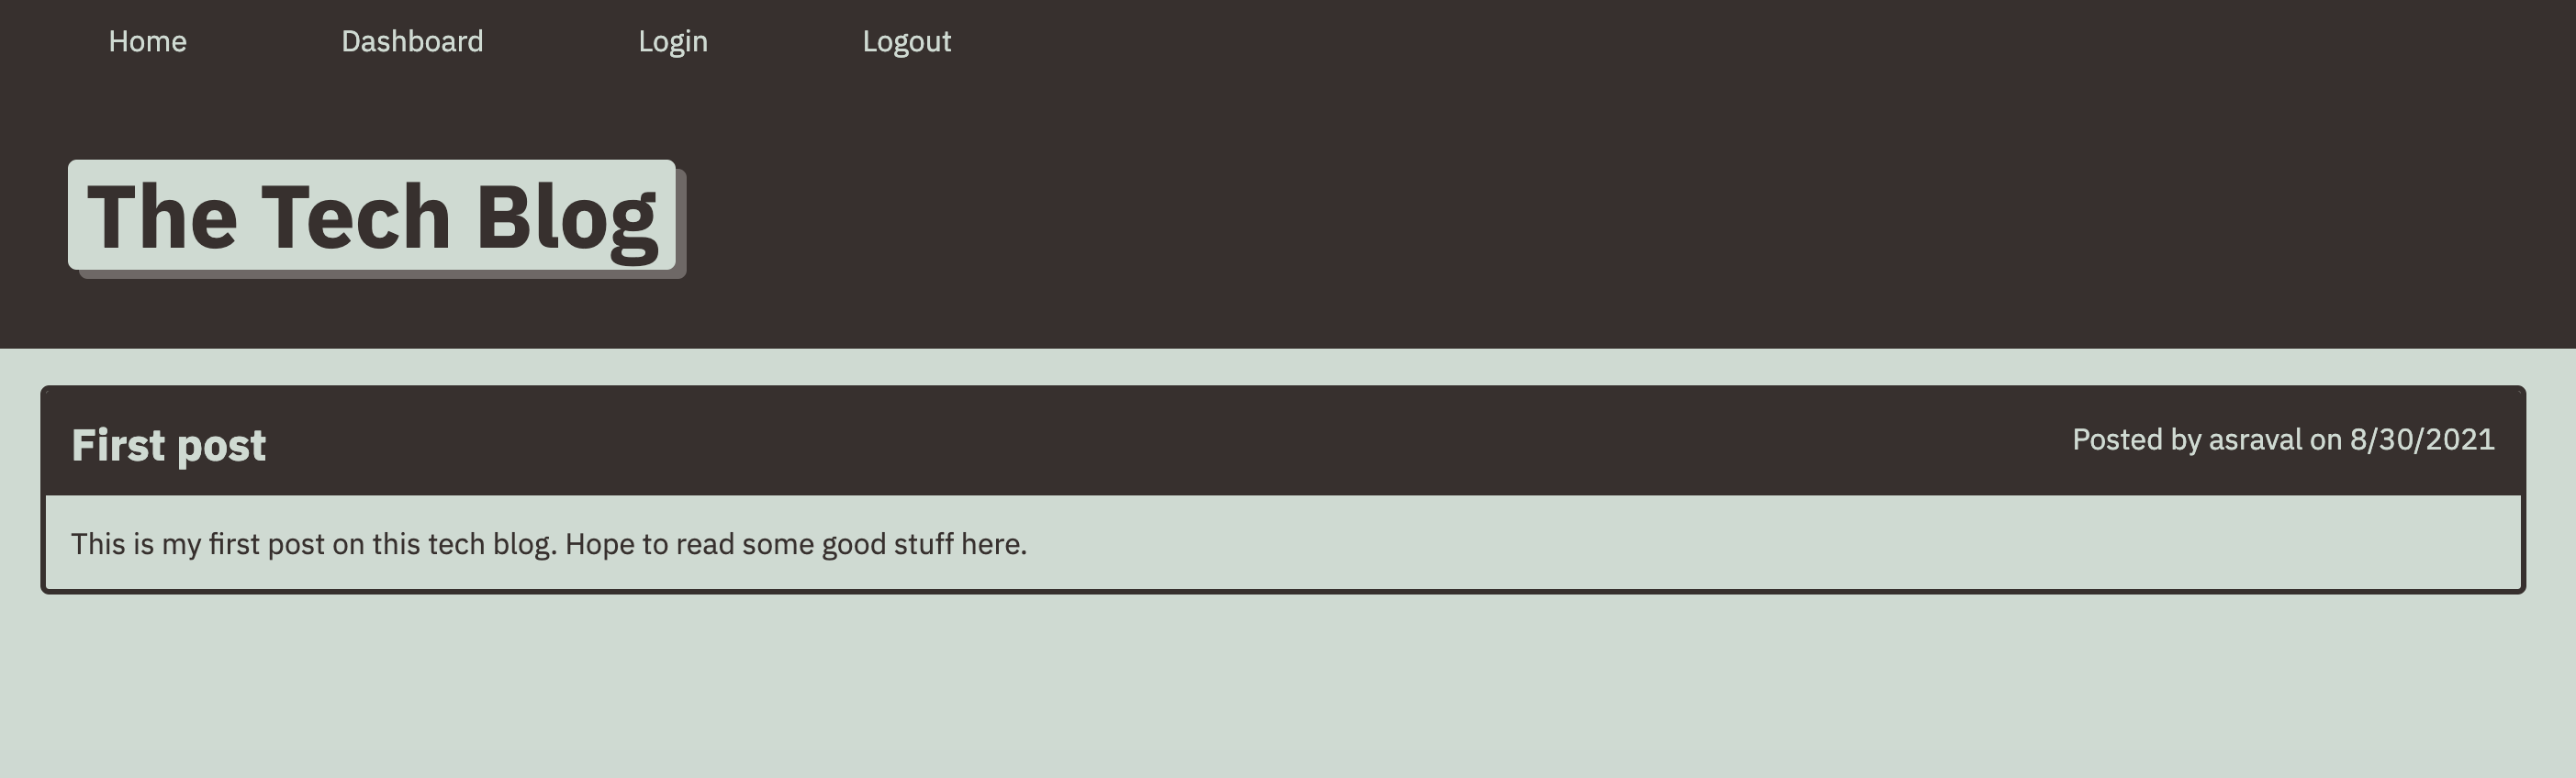 Home Dashboard Login Logout
The Tech Blog
First post Posted by asraval on 8/30/2021
This is my first post on this tech blog. Hope to read some good stuff here.